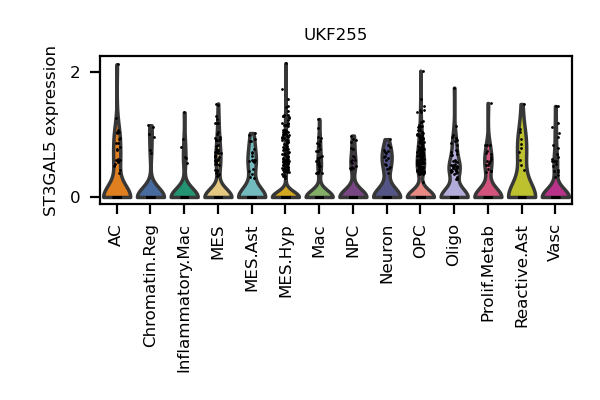 UKF255
ST3GAL5 expression
2
0
AC
Chromatin.Reg
Inflammatory.Mac
MES
MES.Ast
MES.Hyp
Mac
NPC
Neuron
OPC
Oligo
Prolif.Metab
Reactive.Ast
Vasc